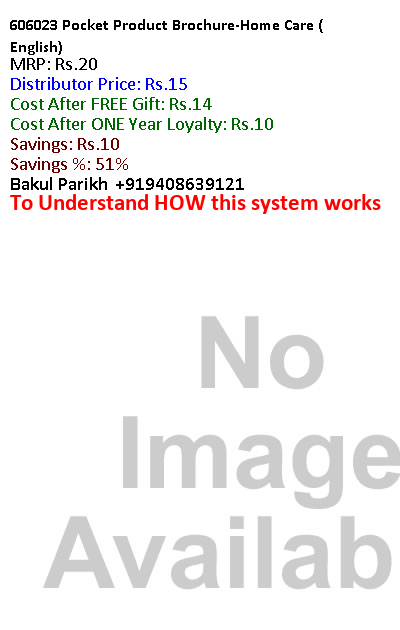 606023 Pocket Product Brochure-Home Care (
English)
MRP: Rs.20
Distributor Price: Rs.15
Cost After FREE Gift: Rs.14
Cost After ONE Year Loyalty: Rs.10
Savings: Rs.10
Savings %: 51%
Bakul Parikh +919408639121
To Understand HOW this system works
No
Image
Availab